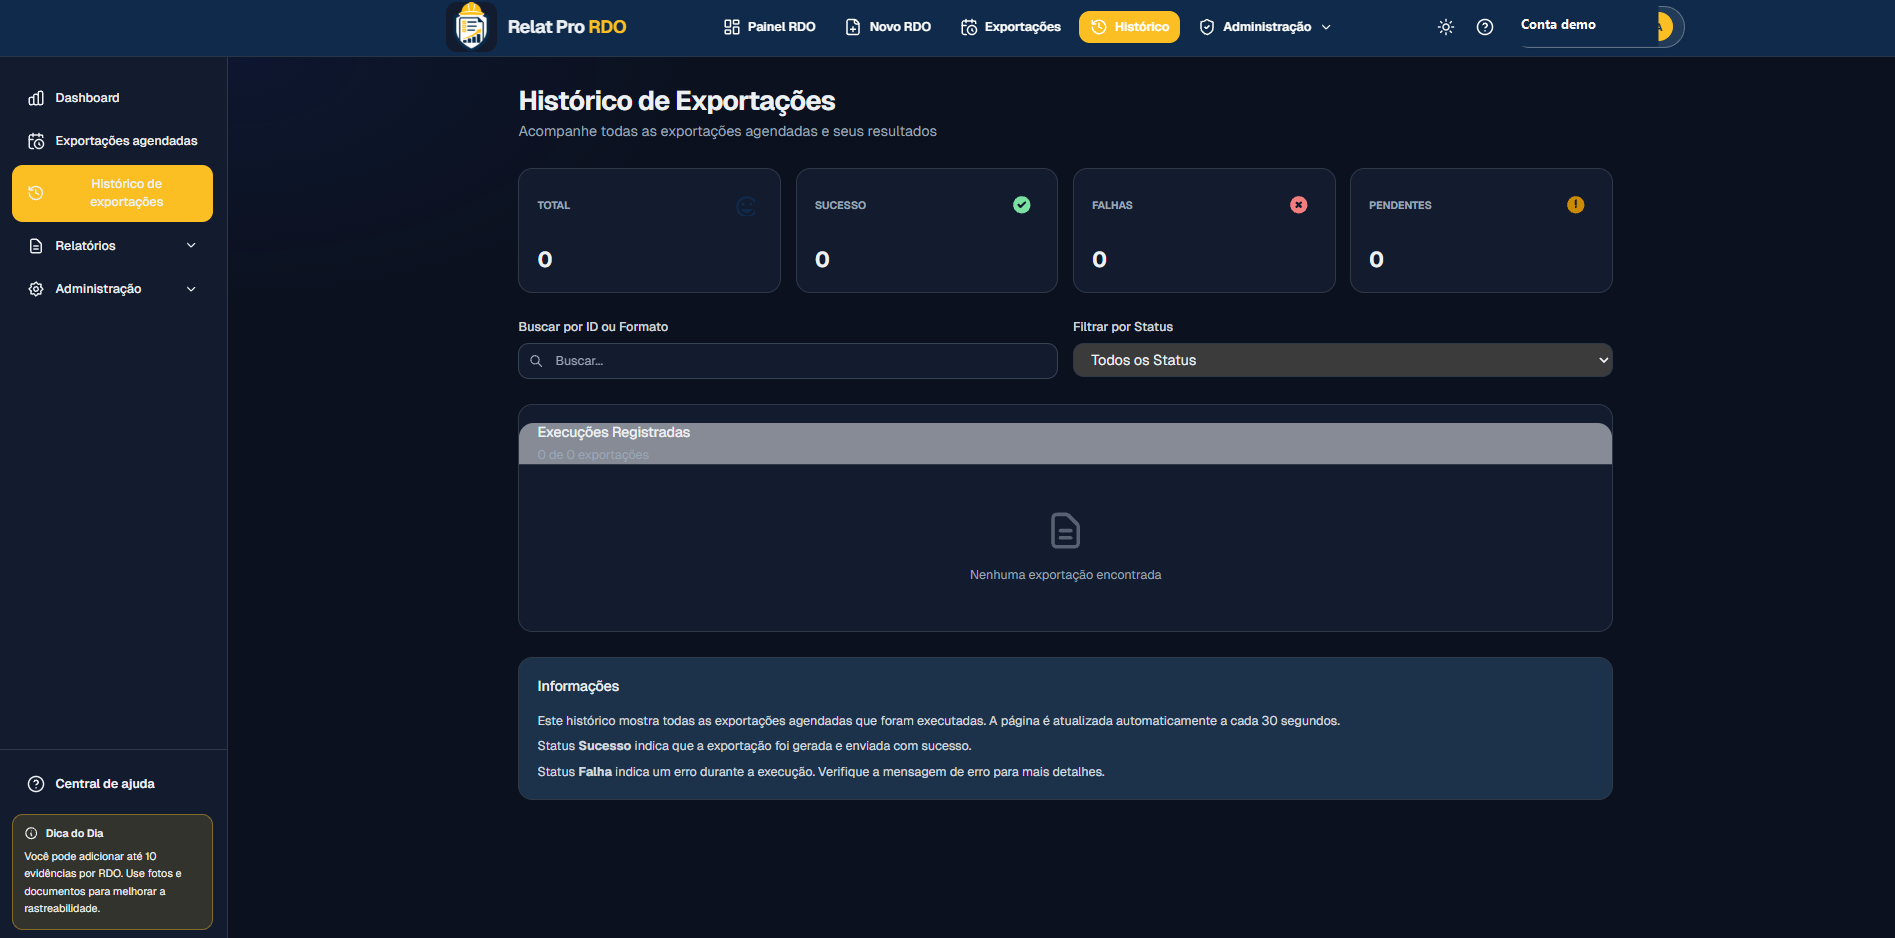 Relat Pro RDO
Painel RDO
Novo RDO
Exportações
Histórico
Administração
Conta demo
Dashboard
Exportações agendadas
Histórico de
exportações
Relatórios
Administração
Central de ajuda
Dica do Dia
Você pode adicionar até 10
evidências por RDO. Use fotos e
documentos para melhorar a
rastreabilidade.
Histórico de Exportações
Acompanhe todas as exportações agendadas e seus resultados
TOTAL
0
SUCESSO
0
FALHAS
0
PENDENTES
0
Buscar por ID ou Formato
Buscar...
Filtrar por Status
Todos os Status
Execuções Registradas
0 de 0 exportações
Nenhuma exportação encontrada
Informações
Este histórico mostra todas as exportações agendadas que foram executadas. A página é atualizada automaticamente a cada 30 segundos.
Status Sucesso indica que a exportação foi gerada e enviada com sucesso.
Status Falha indica um erro durante a execução. Verifique a mensagem de erro para mais detalhes.